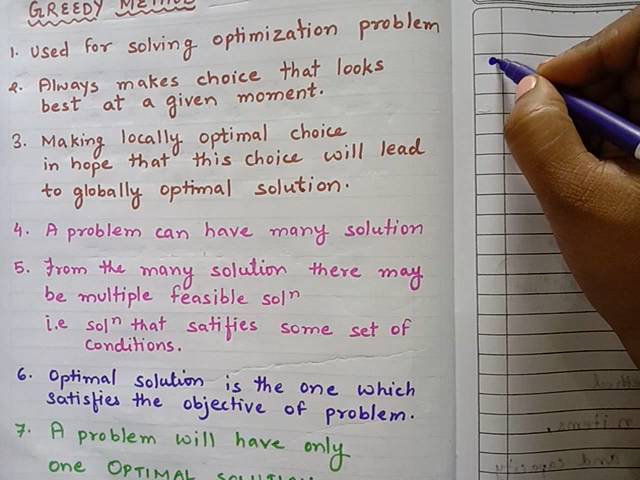 GREEDY METHOD
1. Used for solving optimization problem
2. Always makes choice that looks
best at a given moment.
3. Making locally optimal choice
in hope that this choice will lead
to globally optimal solution.
4. A problem can have many solution
5. From the many solution there may
be multiple feasible solⁿ
i.e solⁿ that satifies some set of
conditions.
6. Optimal solution is the one which
satisfies the objective of problem.
7. A problem will have only
one OPTIMAL SOLUTION